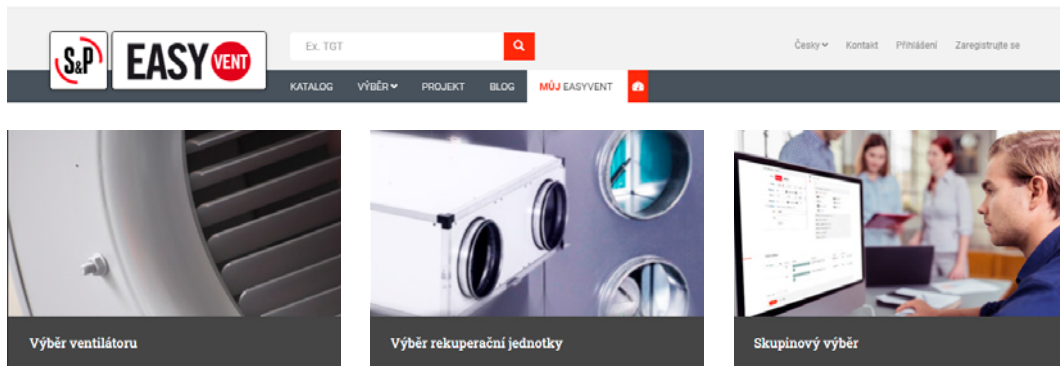 S&P EASY VENT
Ex. TGT
Česky Kontakt Přihlášení Zaregistrujte se
KATALOG VÝBĚR PROJEKT BLOG MŮJ EASYVENT
Výběr ventilátoru Výběr rekuperační jednotky Skupinový výběr